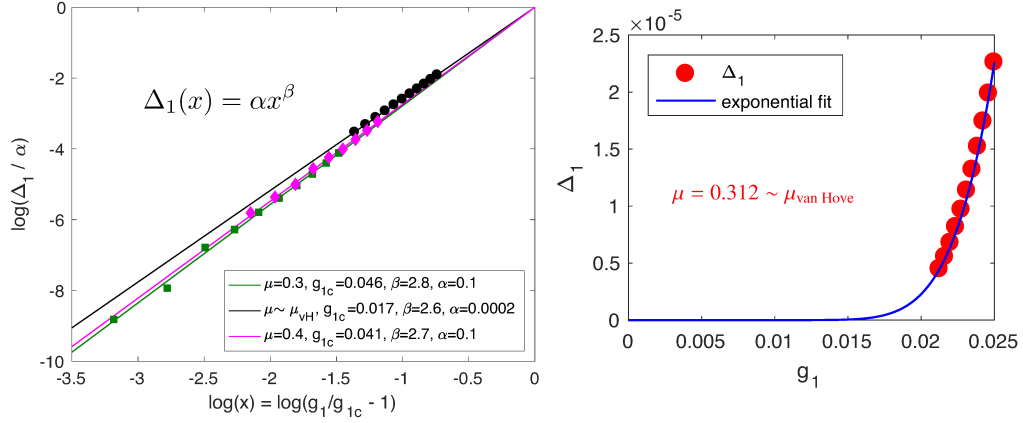 0
-2
-4
-6
-8
-10
log(Δ₁ / α)
Δ₁(x) = αx^β
μ=0.3, g₁c=0.046, β=2.8, α=0.1
μ~ μvH, g₁c=0.017, β=2.6, α=0.0002
μ=0.4, g₁c=0.041, β=2.7, α=0.1
-3.5 -3 -2.5 -2 -1.5 -1 -0.5 0
log(x) = log(g₁/g₁c - 1)
×10⁻⁵
2.5
2
1.5
1
0.5
0
Δ₁
Δ₁
exponential fit
μ = 0.312 ~ μvan Hove
0 0.005 0.01 0.015 0.02 0.025
g₁